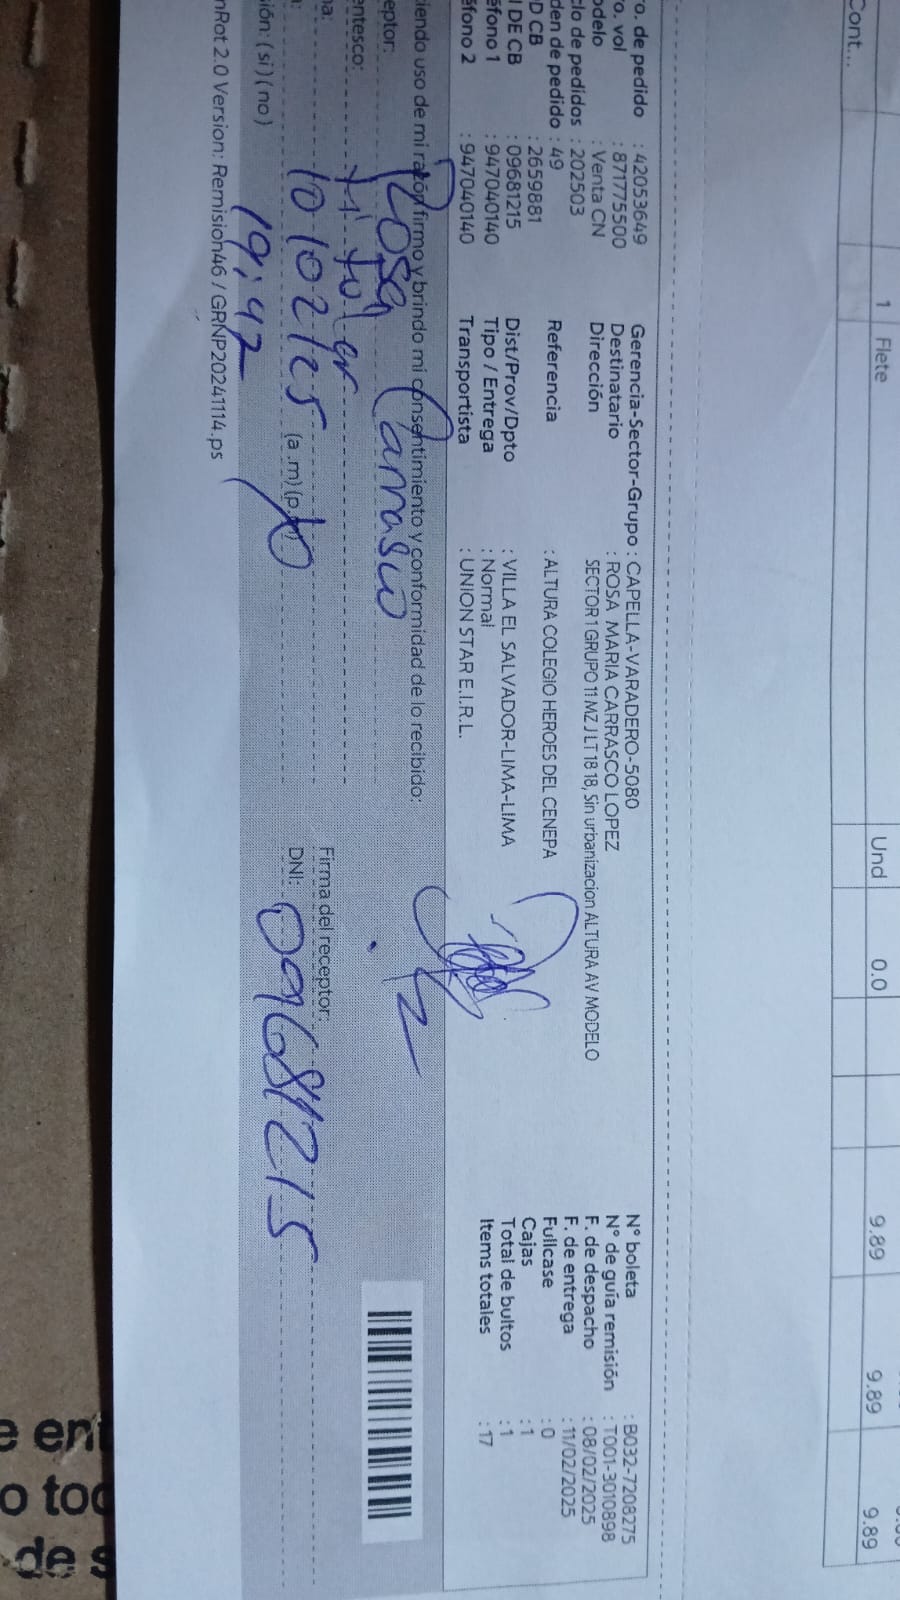 1 Flete Und 0.0 9.89 9.89 9.89
Cont...
o. de pedido : 42053649
o. vol : 871775500
odelo : Venta CN
clo de pedidos : 202503
den de pedido : 49
D CB : 2659881
I DE CB : 09681215
éfono 1 : 947040140
éfono 2 : 947040140
Gerencia-Sector-Grupo : CAPELLA-VARADERO-5080
Destinatario : ROSA MARIA CARRASCO LOPEZ
Dirección SECTOR 1 GRUPO 11 MZ J LT 18 18, Sin urbanizacion ALTURA AV MODELO
Referencia : ALTURA COLEGIO HEROES DEL CENEPA
Dist/Prov/Dpto : VILLA EL SALVADOR-LIMA-LIMA
Tipo / Entrega : Normal
Transportista : UNION STAR E.I.R.L.
N° boleta : B032-7208275
N° de guía remisión : T001-3010898
F. de despacho : 08/02/2025
F. de entrega : 11/02/2025
Fullcase : 0
Cajas : 1
Total de bultos : 1
Items totales : 17
iendo uso de mi razón firmo y brindo mi consentimiento y conformidad de lo recibido:
eptor: Rosa Carrasco
entesco: titular
na: 10/02/25
19:42 (a.m)(p
Firma del receptor:
DNI: 09681215
ión: (si) (no)
nRot 2.0 Version: Remision46 / GRNP20241114.ps
e ent
o toc
de s